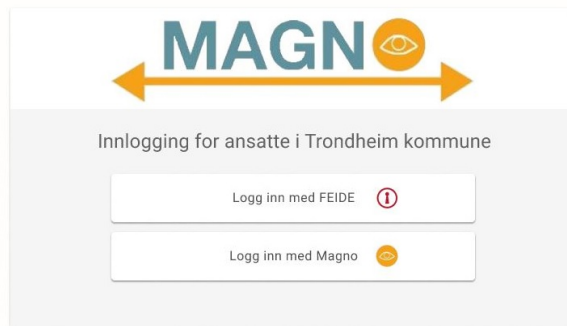 MAGNO
Innlogging for ansatte i Trondheim kommune
Logg inn med FEIDE
Logg inn med Magno